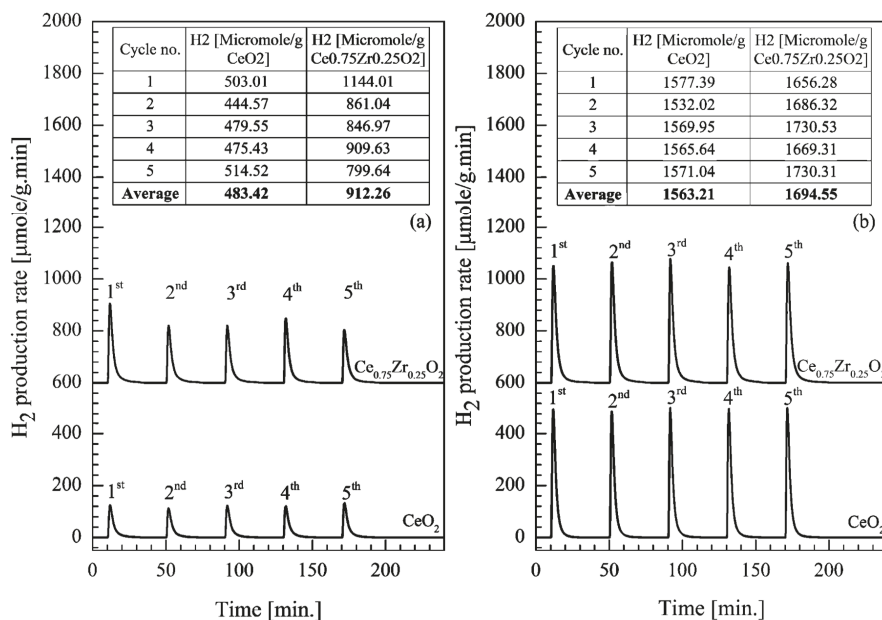 2000
1800
1600
1400
1200
1000
800
600
400
200
0
H2 production rate [µmole/g.min]
Cycle no. H2 [Micromole/g CeO2] H2 [Micromole/g Ce0.75Zr0.25O2]
1 503.01 1144.01
2 444.57 861.04
3 479.55 846.97
4 475.43 909.63
5 514.52 799.64
Average 483.42 912.26
(a)
1st 2nd 3rd 4th 5th
Ce0.75Zr0.25O2
1st 2nd 3rd 4th 5th
CeO2
0 50 100 150 200
Time [min.]
2000
1800
1600
1400
1200
1000
800
600
400
200
0
H2 production rate [µmole/g.min]
Cycle no. H2 [Micromole/g CeO2] H2 [Micromole/g Ce0.75Zr0.25O2]
1 1577.39 1656.28
2 1532.02 1686.32
3 1569.95 1730.53
4 1565.64 1669.31
5 1571.04 1730.31
Average 1563.21 1694.55
(b)
1st 2nd 3rd 4th 5th
Ce0.75Zr0.25O2
1st 2nd 3rd 4th 5th
CeO2
0 50 100 150 200
Time [min.]